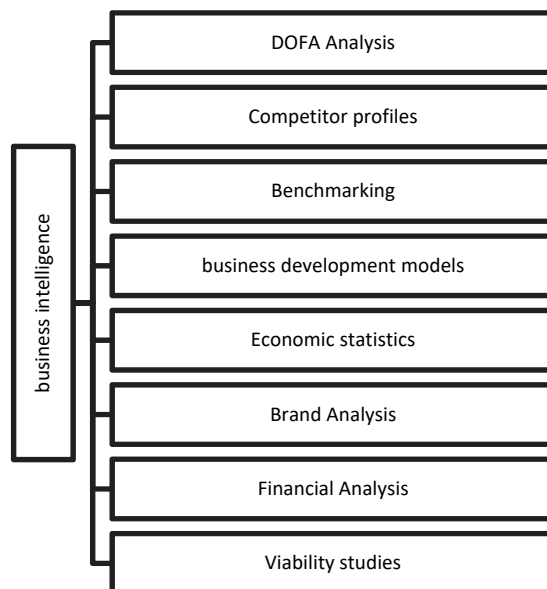 business intelligence
DOFA Analysis
Competitor profiles
Benchmarking
business development models
Economic statistics
Brand Analysis
Financial Analysis
Viability studies